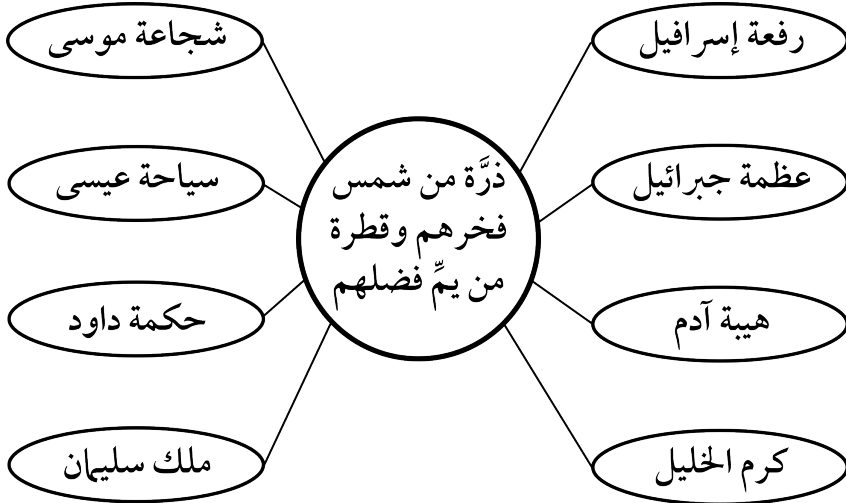 رفعة إسرافيل
عظمة جبرائيل
هيبة آدم
كرم الخليل
ذرَّة من شمس
فخرهم وقطرة
من يمِّ فضلهم
شجاعة موسى
سياحة عيسى
حكمة داود
ملك سليمان